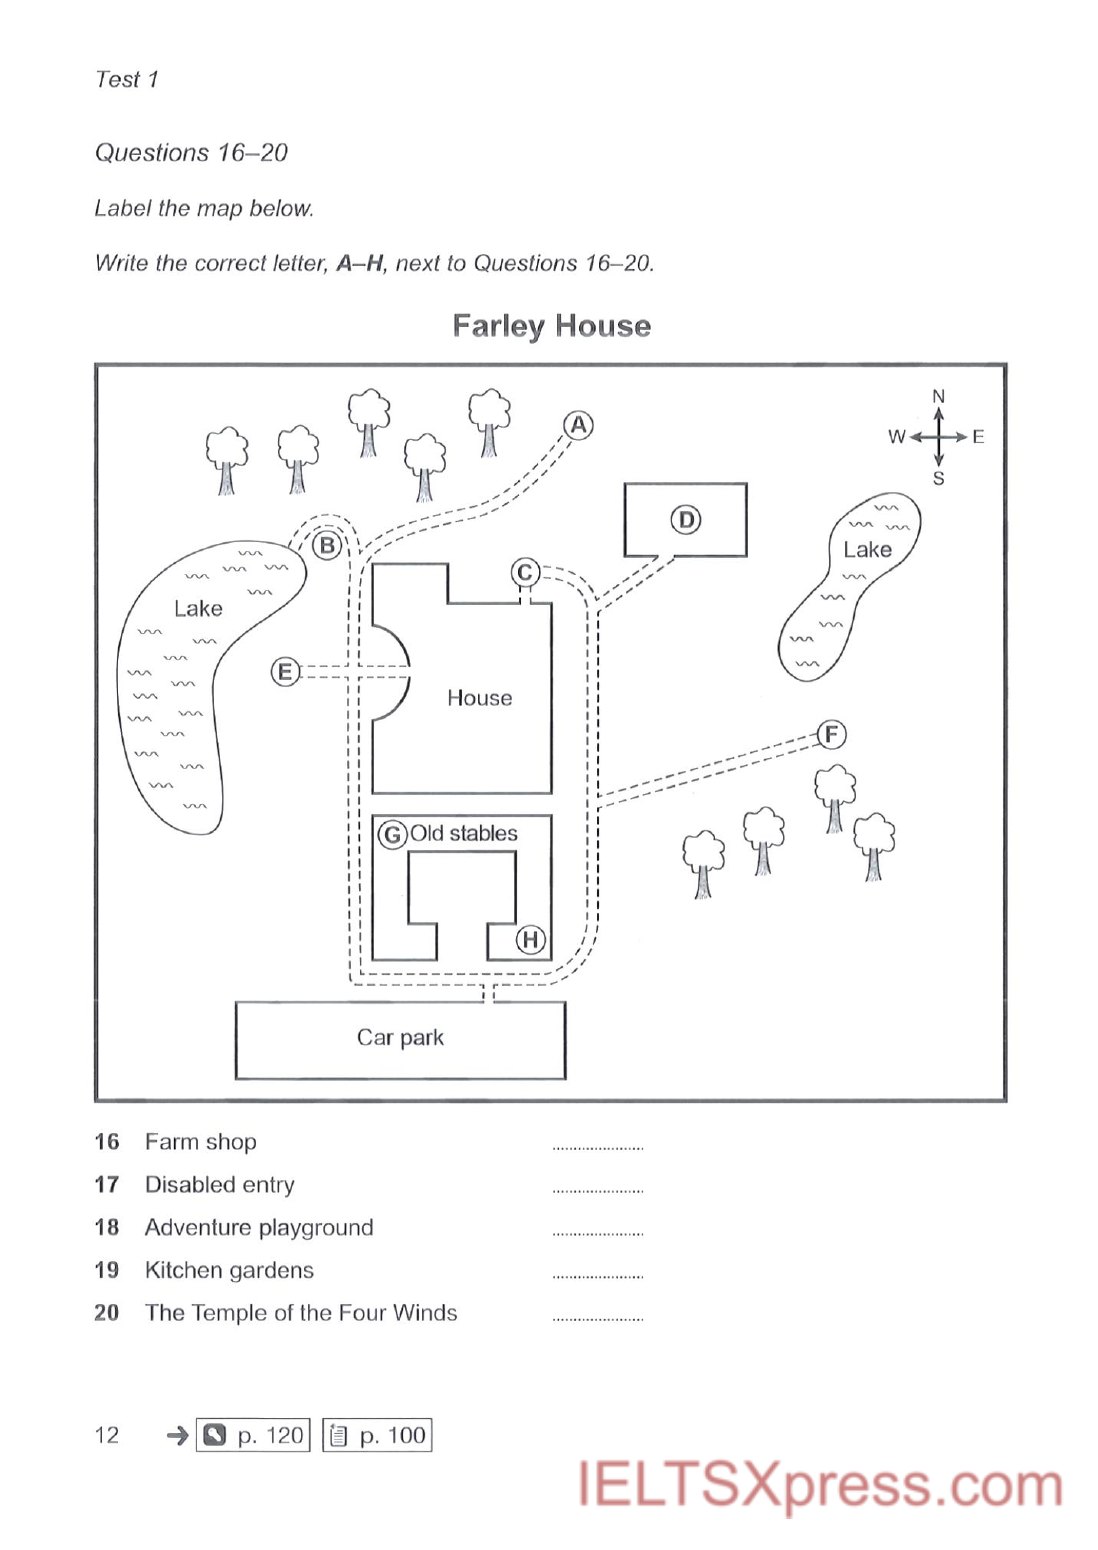 Test 1
Questions 16–20
Label the map below.
Write the correct letter, A–H, next to Questions 16–20.
Farley House
A
N
W E
S
D
B
Lake
C
Lake
E
House
F
G Old stables
H
Car park
16 Farm shop ......................
17 Disabled entry ......................
18 Adventure playground ......................
19 Kitchen gardens ......................
20 The Temple of the Four Winds ......................
12 → p. 120 p. 100
IELTSXpress.com